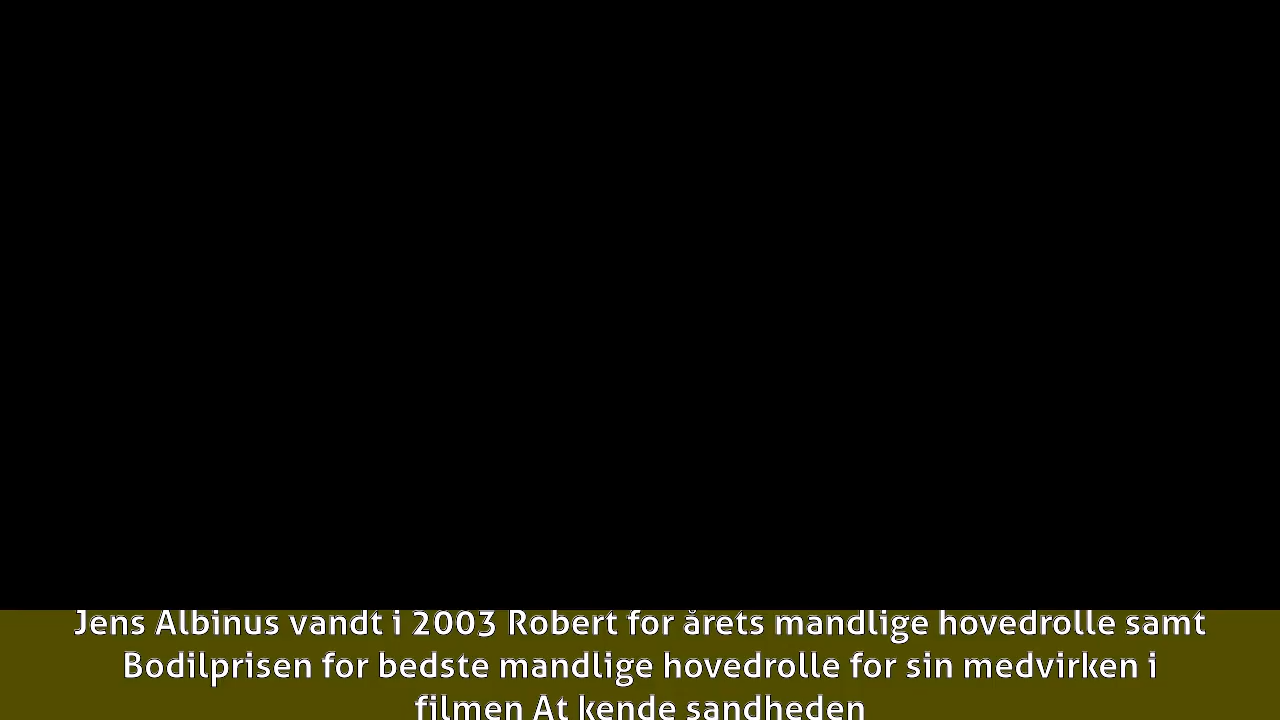 Jens Albinus vandt i 2003 Robert for årets mandlige hovedrolle samt
Bodilprisen for bedste mandlige hovedrolle for sin medvirken i
filmen At kende sandheden